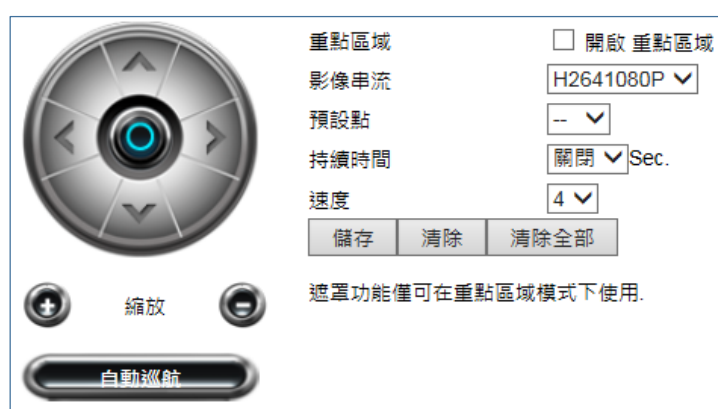 重點區域 開啟 重點區域
影像串流 H2641080P
預設點 --
持續時間 關閉 Sec.
速度 4
儲存 清除 清除全部
縮放
遮罩功能僅可在重點區域模式下使用.
自動巡航